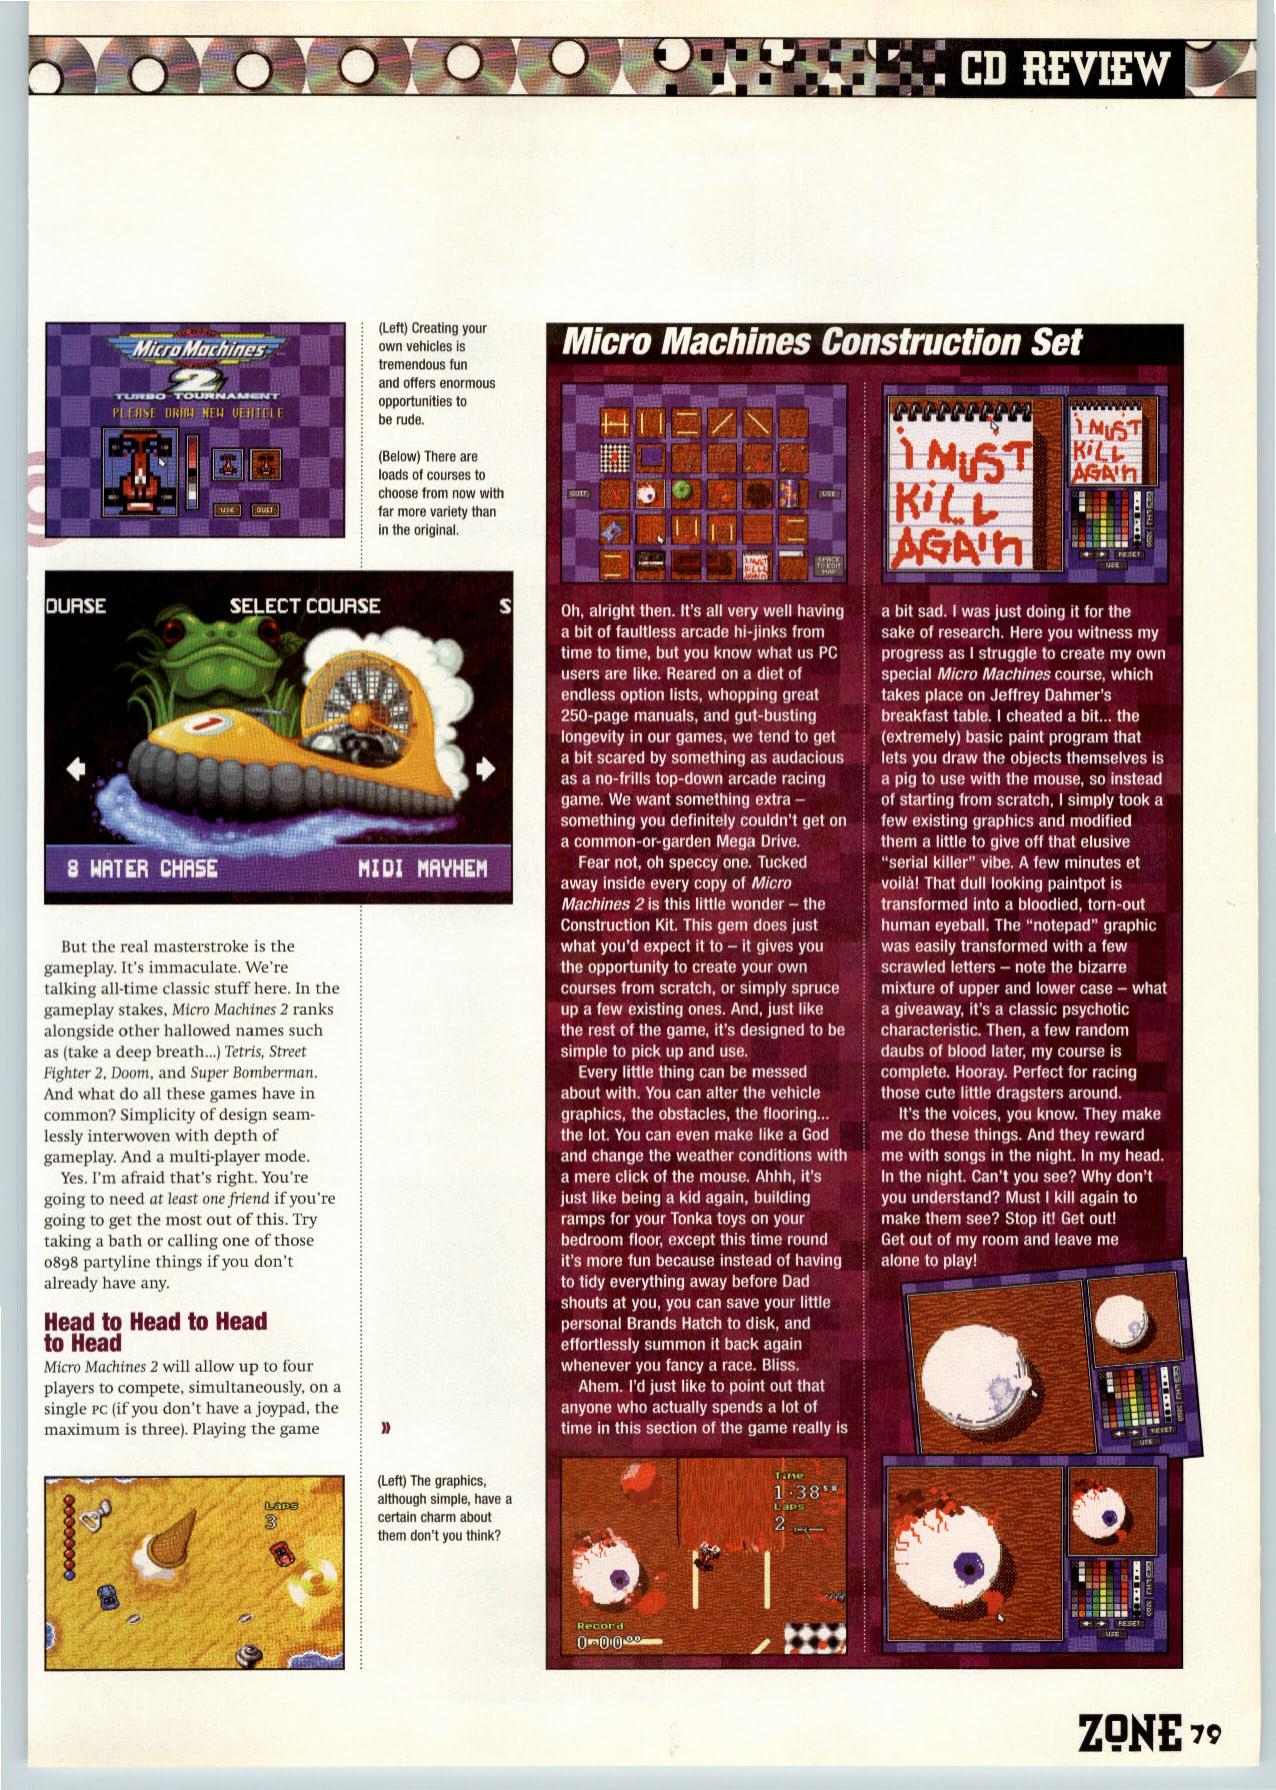 CD REVIEW
Micro Machines
2
TURBO TOURNAMENT
PLEASE DRAW NEW VEHICLE
USE
QUIT
(Left) Creating your
own vehicles is
tremendous fun
and offers enormous
opportunities to
be rude.
(Below) There are
loads of courses to
choose from now with
far more variety than
in the original.
OURSE
SELECT COURSE
S
1
8 WATER CHASE
MIDI MAYHEM
But the real masterstroke is the
gameplay. It's immaculate. We're
talking all-time classic stuff here. In the
gameplay stakes, Micro Machines 2 ranks
alongside other hallowed names such
as (take a deep breath...) Tetris, Street
Fighter 2, Doom, and Super Bomberman.
And what do all these games have in
common? Simplicity of design seam-
lessly interwoven with depth of
gameplay. And a multi-player mode.
Yes. I'm afraid that's right. You're
going to need at least one friend if you're
going to get the most out of this. Try
taking a bath or calling one of those
0898 partyline things if you don't
already have any.
Head to Head to Head
to Head
Micro Machines 2 will allow up to four
players to compete, simultaneously, on a
single PC (if you don't have a joypad, the
maximum is three). Playing the game
»
Laps
3
(Left) The graphics,
although simple, have a
certain charm about
them don't you think?
Micro Machines Construction Set
QUIT
USE
SPACE
TO EDIT
MAP
I MUST
KiLL
AGAin
I MUST
KiLL
AGAin
RESET
USE
Oh, alright then. It's all very well having
a bit of faultless arcade hi-jinks from
time to time, but you know what us PC
users are like. Reared on a diet of
endless option lists, whopping great
250-page manuals, and gut-busting
longevity in our games, we tend to get
a bit scared by something as audacious
as a no-frills top-down arcade racing
game. We want something extra –
something you definitely couldn't get on
a common-or-garden Mega Drive.
Fear not, oh speccy one. Tucked
away inside every copy of Micro
Machines 2 is this little wonder – the
Construction Kit. This gem does just
what you'd expect it to – it gives you
the opportunity to create your own
courses from scratch, or simply spruce
up a few existing ones. And, just like
the rest of the game, it's designed to be
simple to pick up and use.
Every little thing can be messed
about with. You can alter the vehicle
graphics, the obstacles, the flooring...
the lot. You can even make like a God
and change the weather conditions with
a mere click of the mouse. Ahhh, it's
just like being a kid again, building
ramps for your Tonka toys on your
bedroom floor, except this time round
it's more fun because instead of having
to tidy everything away before Dad
shouts at you, you can save your little
personal Brands Hatch to disk, and
effortlessly summon it back again
whenever you fancy a race. Bliss.
Ahem. I'd just like to point out that
anyone who actually spends a lot of
time in this section of the game really is
a bit sad. I was just doing it for the
sake of research. Here you witness my
progress as I struggle to create my own
special Micro Machines course, which
takes place on Jeffrey Dahmer's
breakfast table. I cheated a bit... the
(extremely) basic paint program that
lets you draw the objects themselves is
a pig to use with the mouse, so instead
of starting from scratch, I simply took a
few existing graphics and modified
them a little to give off that elusive
"serial killer" vibe. A few minutes et
voilà! That dull looking paintpot is
transformed into a bloodied, torn-out
human eyeball. The "notepad" graphic
was easily transformed with a few
scrawled letters – note the bizarre
mixture of upper and lower case – what
a giveaway, it's a classic psychotic
characteristic. Then, a few random
daubs of blood later, my course is
complete. Hooray. Perfect for racing
those cute little dragsters around.
It's the voices, you know. They make
me do these things. And they reward
me with songs in the night. In my head.
In the night. Can't you see? Why don't
you understand? Must I kill again to
make them see? Stop it! Get out!
Get out of my room and leave me
alone to play!
RESET
USE
Time
1·38⁵⁸
Laps
2
Record
0-00⁰⁰
RESET
USE
ZONE 79